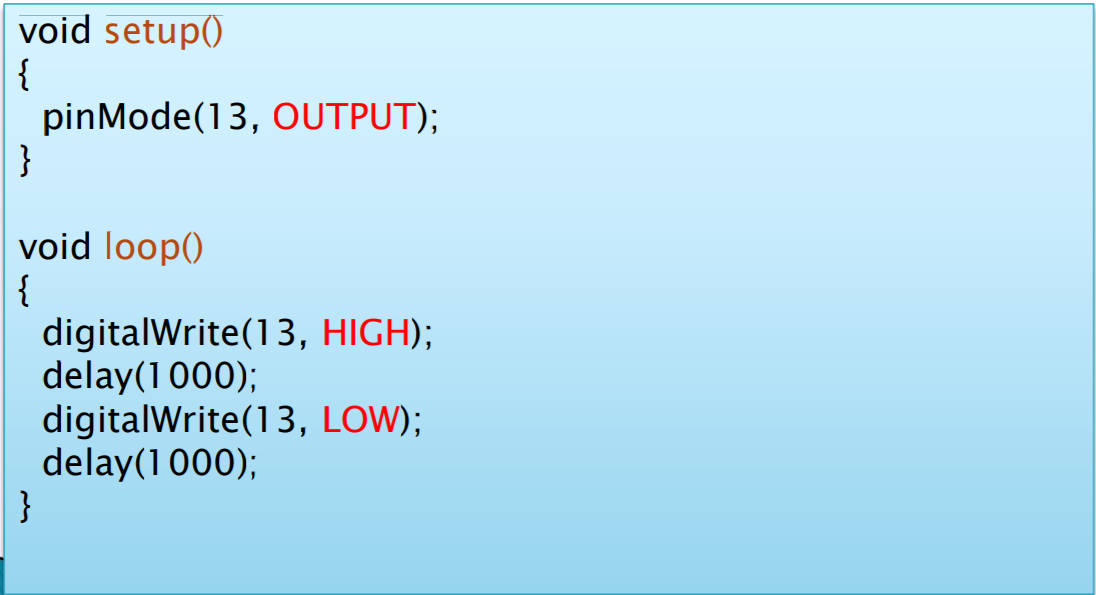 void setup()
{
pinMode(13, OUTPUT);
}
void loop()
{
digitalWrite(13, HIGH);
delay(1000);
digitalWrite(13, LOW);
delay(1000);
}